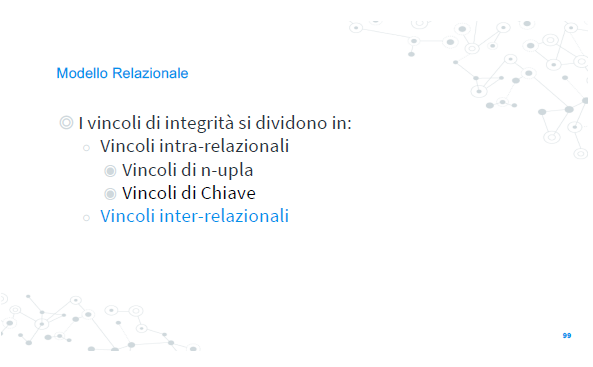 Modello Relazionale
I vincoli di integrità si dividono in:
Vincoli intra-relazionali
Vincoli di n-upla
Vincoli di Chiave
Vincoli inter-relazionali
99